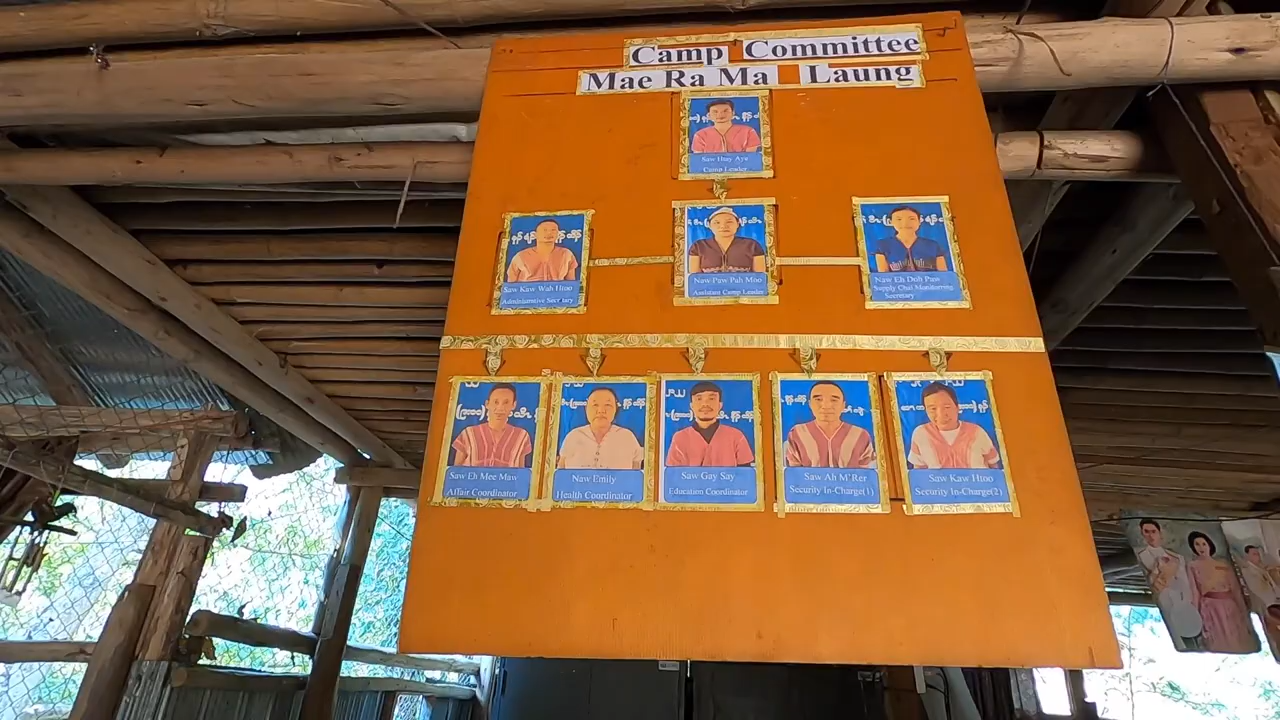 Camp Committee
Mae Ra Ma Laung
Saw Htay Aye
Camp Leader
Saw Kaw Wah Htoo
Administrative Secretary
Naw Paw Pah Moo
Assistant Camp Leader
Naw Eh Doh Paw
Supply Chai Monitoring
Secretary
Saw Eh Mee Maw
Affair Coordinator
Naw Emily
Health Coordinator
Saw Gay Say
Education Coordinator
Saw Ah M'Rer
Security In-Charge(1)
Saw Kaw Htoo
Security In-Charge(2)